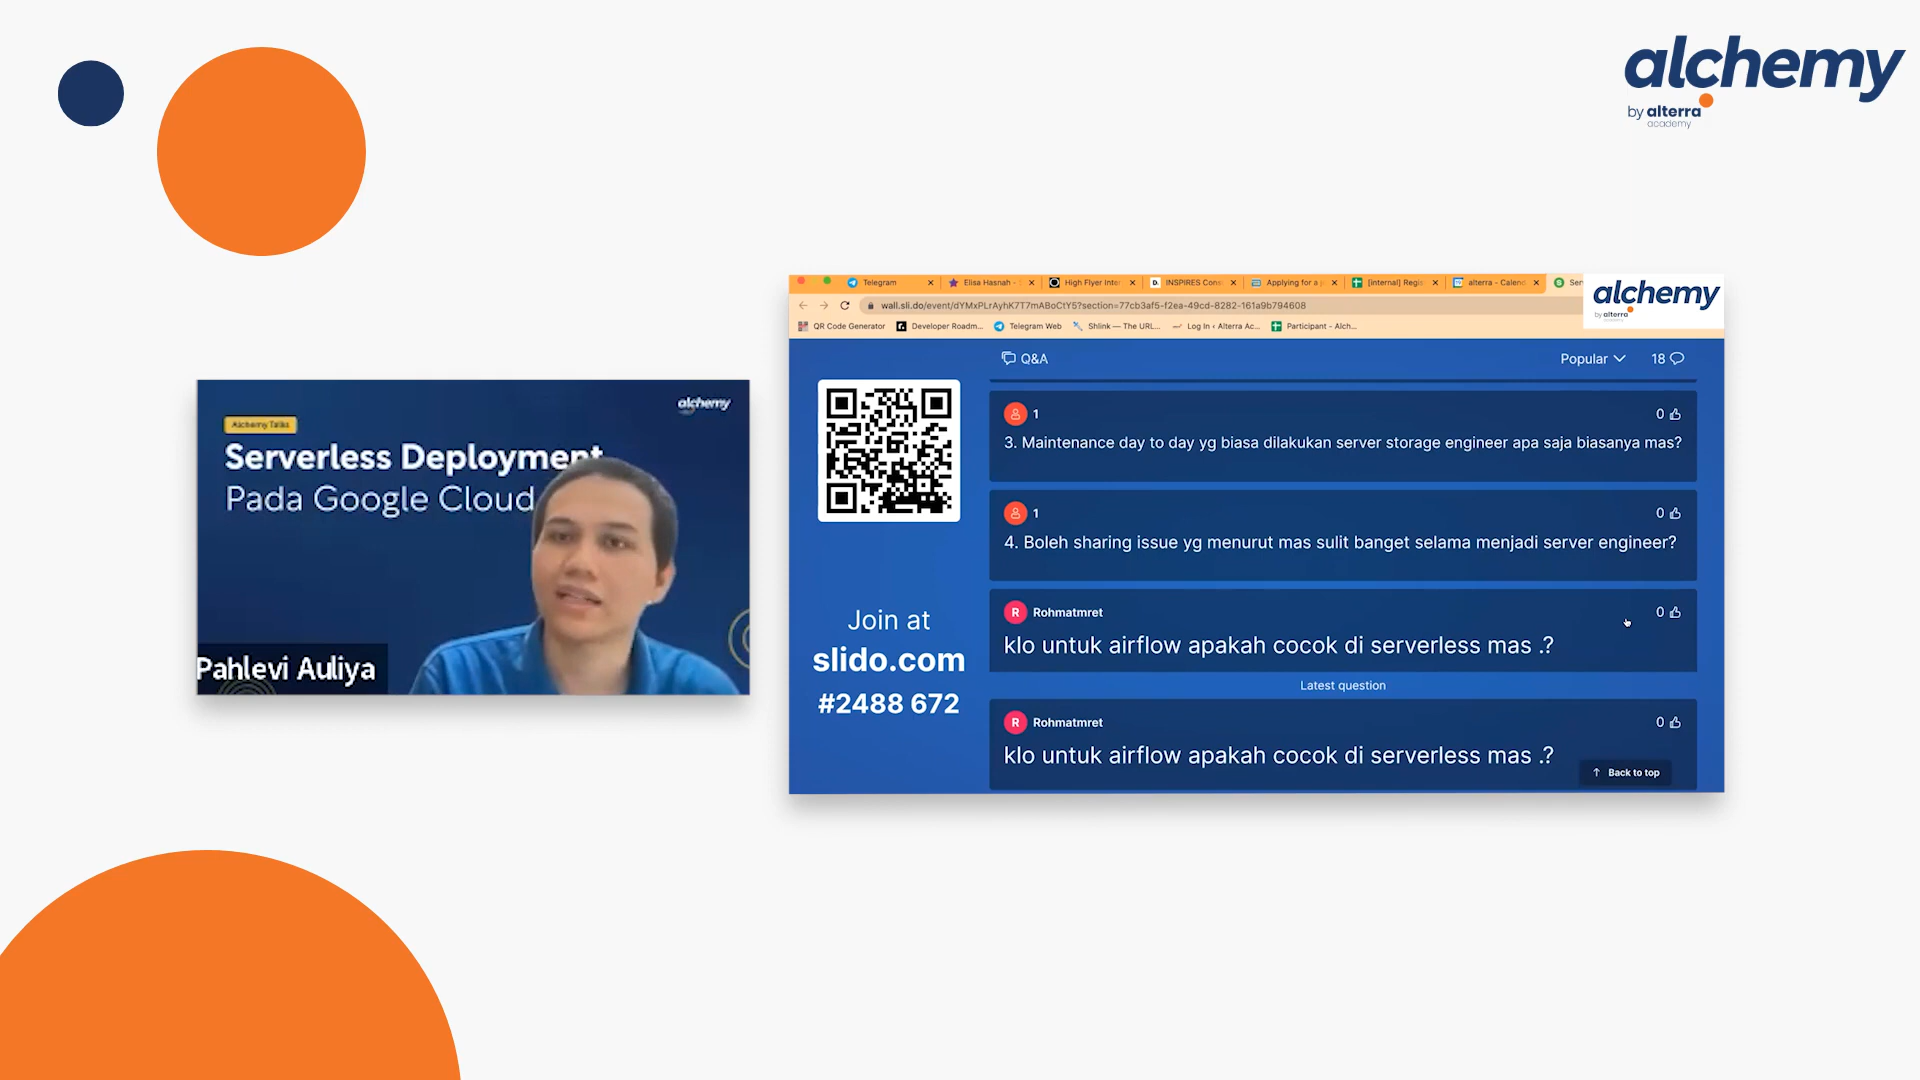 alchemy
by alterra
academy
alchemy
Alchemy Talks
Serverless Deployment
Pada Google Cloud
Pahlevi Auliya
Telegram
Elisa Hasnah -
High Flyer Inte
INSPIRES Cons
Applying for a
[internal] Regis
alterra - Calend
Ser
wall.sli.do/event/dYMxPLrAyhK7T7mABoCtY5?section=77cb3af5-f2ea-49cd-8282-161a9b794608
QR Code Generator
Developer Roadm...
Telegram Web
Shlink — The URL...
Log In ‹ Alterra Ac...
Participant - Alch...
alchemy
by alterra
Q&A
Popular
18
1
0
3. Maintenance day to day yg biasa dilakukan server storage engineer apa saja biasanya mas?
1
0
4. Boleh sharing issue yg menurut mas sulit banget selama menjadi server engineer?
Join at
slido.com
#2488 672
R Rohmatmret
0
klo untuk airflow apakah cocok di serverless mas .?
Latest question
R Rohmatmret
0
klo untuk airflow apakah cocok di serverless mas .?
Back to top